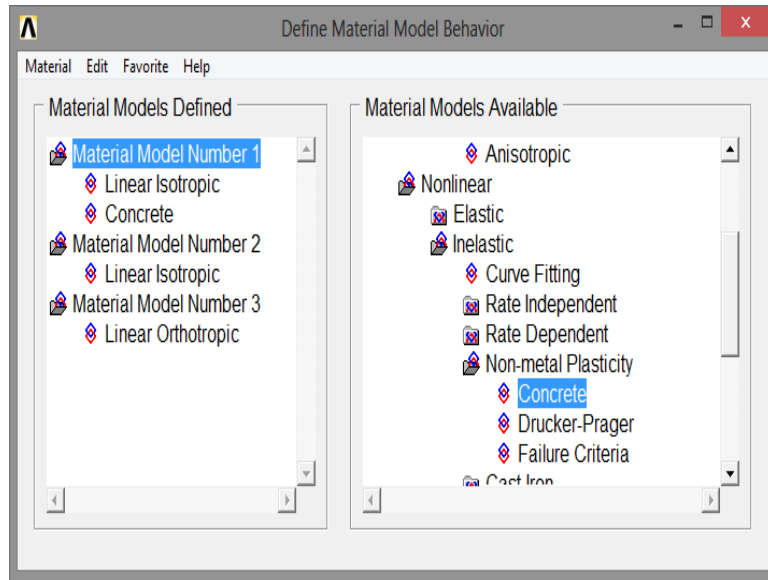 Define Material Model Behavior
Material Edit Favorite Help
Material Models Defined
Material Model Number 1
Linear Isotropic
Concrete
Material Model Number 2
Linear Isotropic
Material Model Number 3
Linear Orthotropic
Material Models Available
Anisotropic
Nonlinear
Elastic
Inelastic
Curve Fitting
Rate Independent
Rate Dependent
Non-metal Plasticity
Concrete
Drucker-Prager
Failure Criteria
Cast Iron